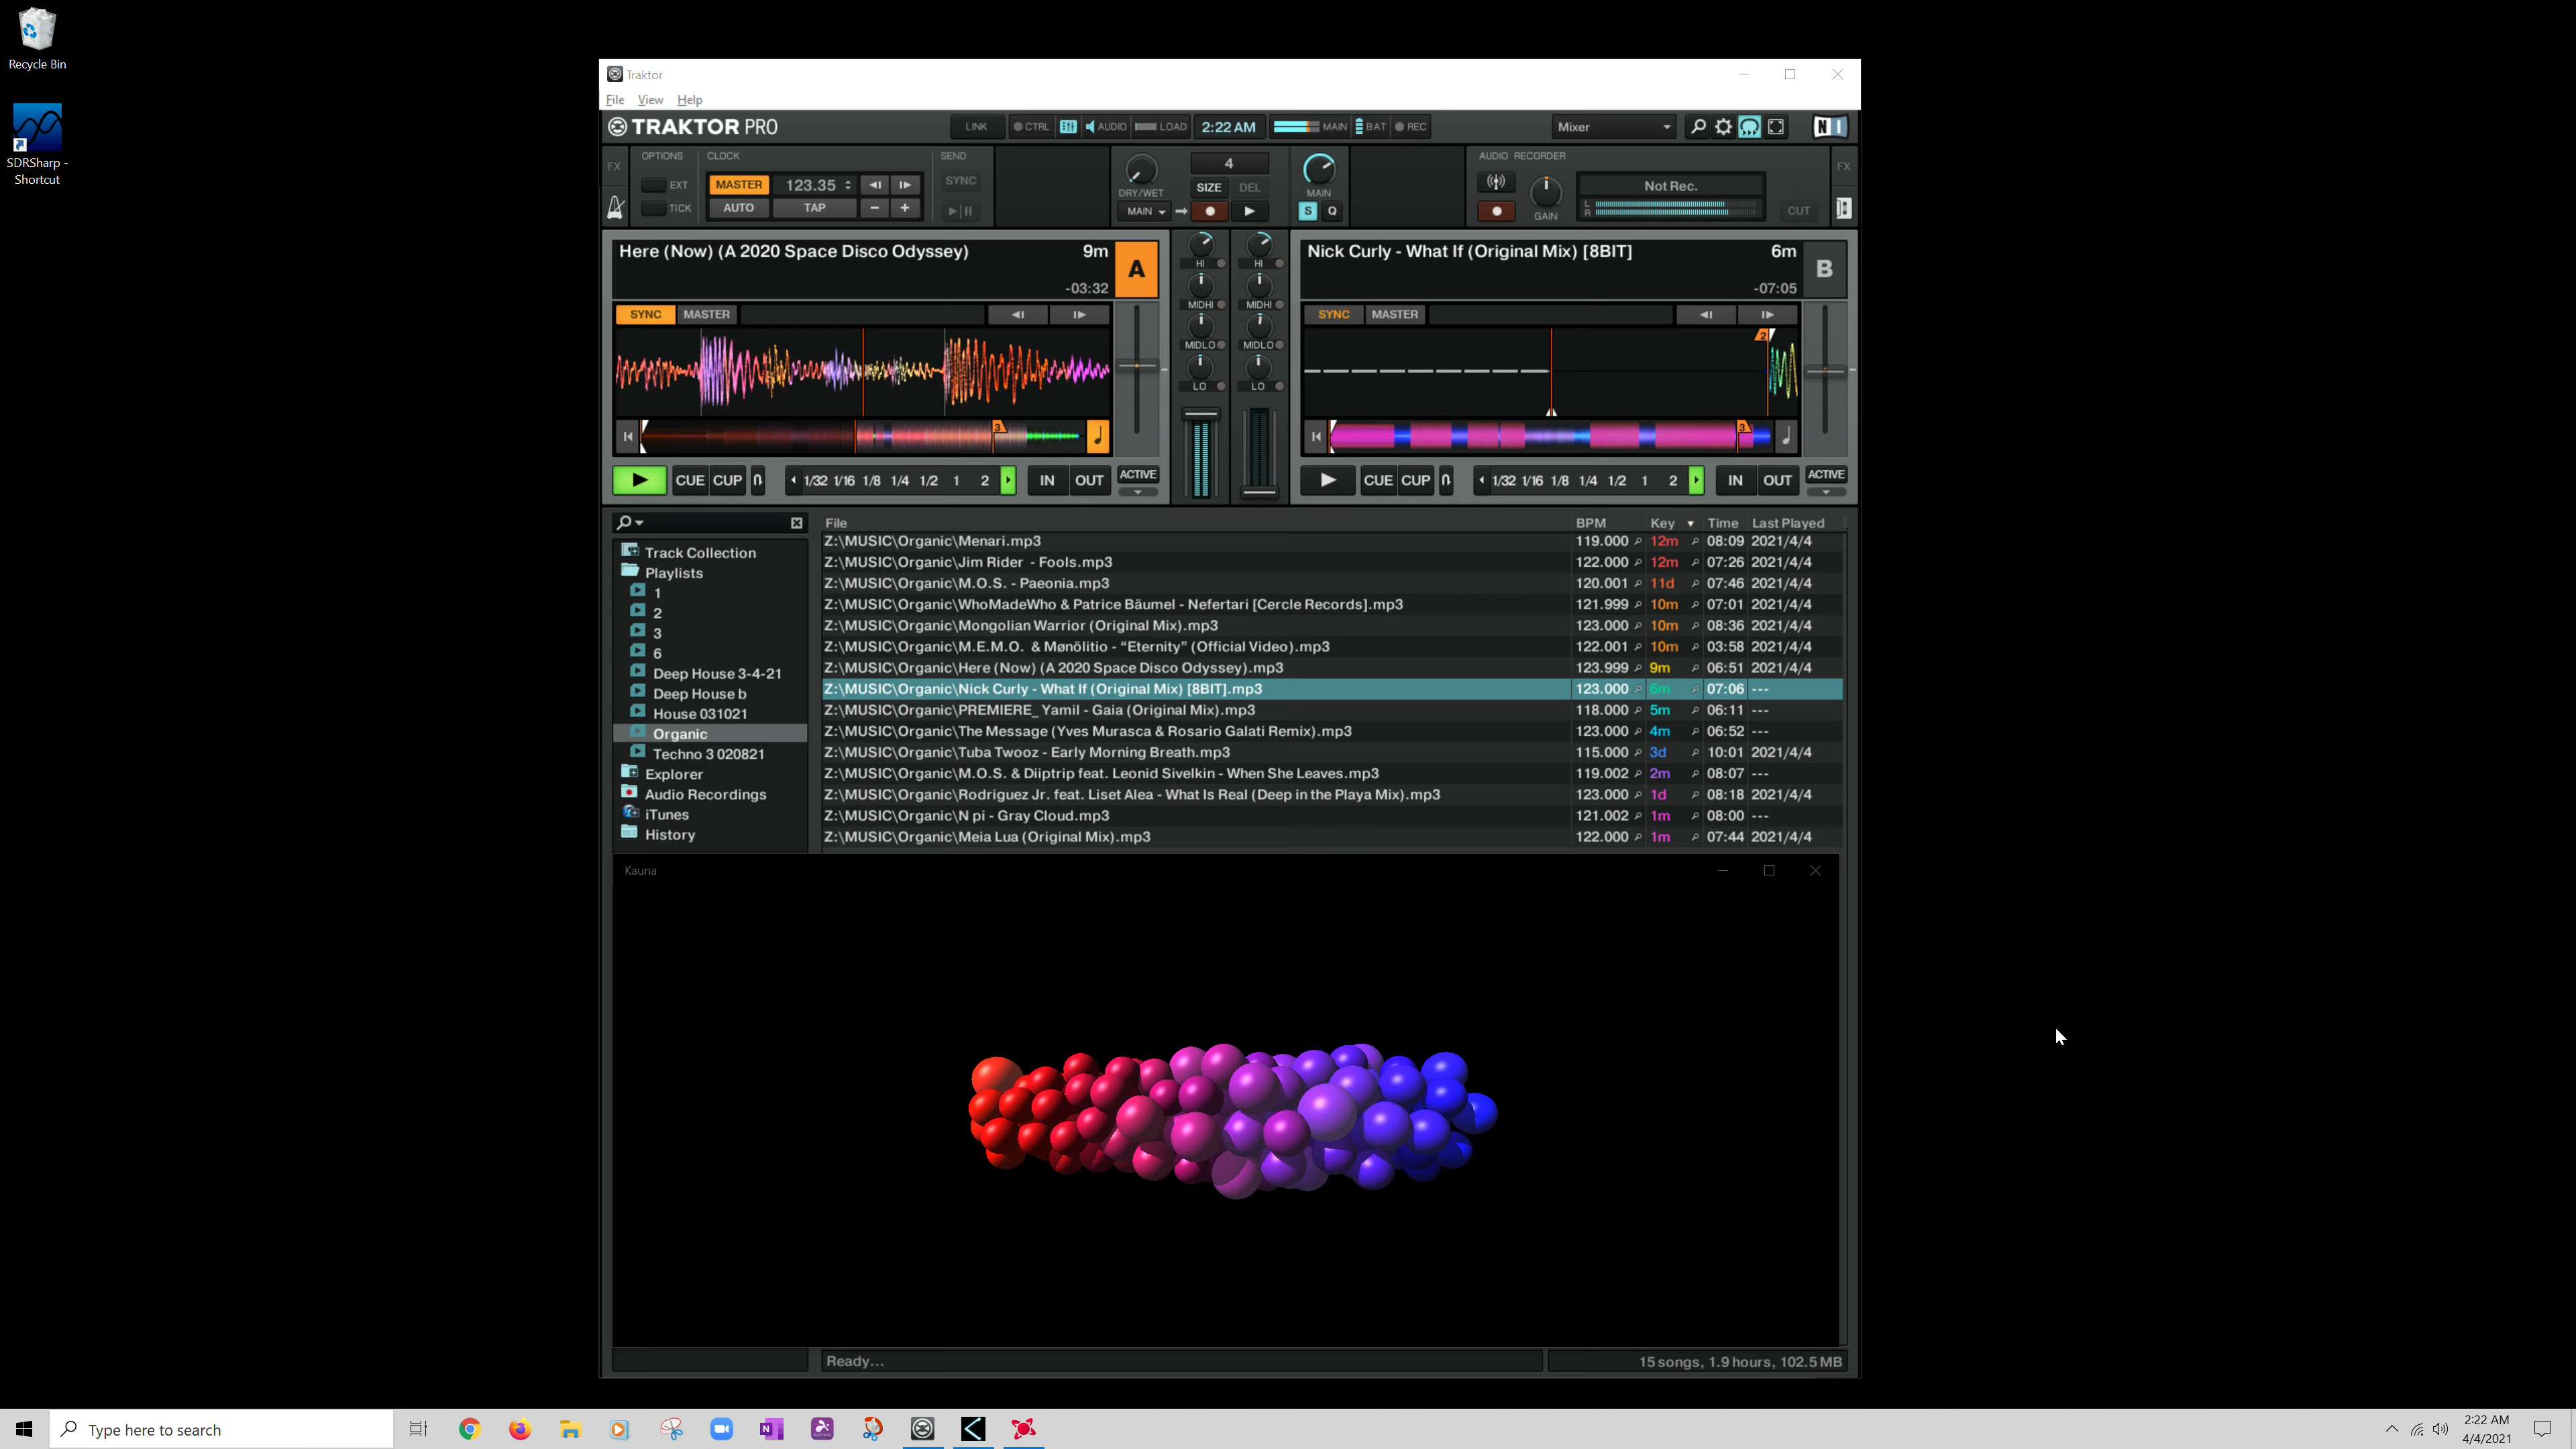 Recycle Bin
SDRSharp -
Shortcut
Traktor
File View Help
TRAKTOR PRO
LINK CTRL AUDIO LOAD 2:22 AM MAIN BAT REC
Mixer
FX
OPTIONS
EXT
TICK
CLOCK
MASTER 123.35
AUTO TAP - +
SEND
SYNC
DRY/WET
MAIN
4
SIZE DEL
MAIN
S Q
AUDIO RECORDER
GAIN
Not Rec.
L
R
CUT
FX
Here (Now) (A 2020 Space Disco Odyssey) 9m A
-03:32
SYNC MASTER
3
CUE CUP 1/32 1/16 1/8 1/4 1/2 1 2 IN OUT ACTIVE
HI HI
MIDHI MIDHI
MIDLO MIDLO
LO LO
Nick Curly - What If (Original Mix) [8BIT] 6m B
-07:05
SYNC MASTER
2
3
CUE CUP 1/32 1/16 1/8 1/4 1/2 1 2 IN OUT ACTIVE
Track Collection
Playlists
1
2
3
6
Deep House 3-4-21
Deep House b
House 031021
Organic
Techno 3 020821
Explorer
Audio Recordings
iTunes
History
File BPM Key Time Last Played
Z:\MUSIC\Organic\Menari.mp3 119.000 12m 08:09 2021/4/4
Z:\MUSIC\Organic\Jim Rider - Fools.mp3 122.000 12m 07:26 2021/4/4
Z:\MUSIC\Organic\M.O.S. - Paeonia.mp3 120.001 11d 07:46 2021/4/4
Z:\MUSIC\Organic\WhoMadeWho & Patrice Bäumel - Nefertari [Cercle Records].mp3 121.999 10m 07:01 2021/4/4
Z:\MUSIC\Organic\Mongolian Warrior (Original Mix).mp3 123.000 10m 08:36 2021/4/4
Z:\MUSIC\Organic\M.E.M.O. & Mønölitio - “Eternity” (Official Video).mp3 122.001 10m 03:58 2021/4/4
Z:\MUSIC\Organic\Here (Now) (A 2020 Space Disco Odyssey).mp3 123.999 9m 06:51 2021/4/4
Z:\MUSIC\Organic\Nick Curly - What If (Original Mix) [8BIT].mp3 123.000 6m 07:06 ---
Z:\MUSIC\Organic\PREMIERE_ Yamil - Gaia (Original Mix).mp3 118.000 5m 06:11 ---
Z:\MUSIC\Organic\The Message (Yves Murasca & Rosario Galati Remix).mp3 123.000 4m 06:52 ---
Z:\MUSIC\Organic\Tuba Twooz - Early Morning Breath.mp3 115.000 3d 10:01 2021/4/4
Z:\MUSIC\Organic\M.O.S. & Diiptrip feat. Leonid Sivelkin - When She Leaves.mp3 119.002 2m 08:07 ---
Z:\MUSIC\Organic\Rodriguez Jr. feat. Liset Alea - What Is Real (Deep in the Playa Mix).mp3 123.000 1d 08:18 2021/4/4
Z:\MUSIC\Organic\N pi - Gray Cloud.mp3 121.002 1m 08:00 ---
Z:\MUSIC\Organic\Meia Lua (Original Mix).mp3 122.000 1m 07:44 2021/4/4
Kauna
Ready...
15 songs, 1.9 hours, 102.5 MB
Type here to search
2:22 AM
4/4/2021